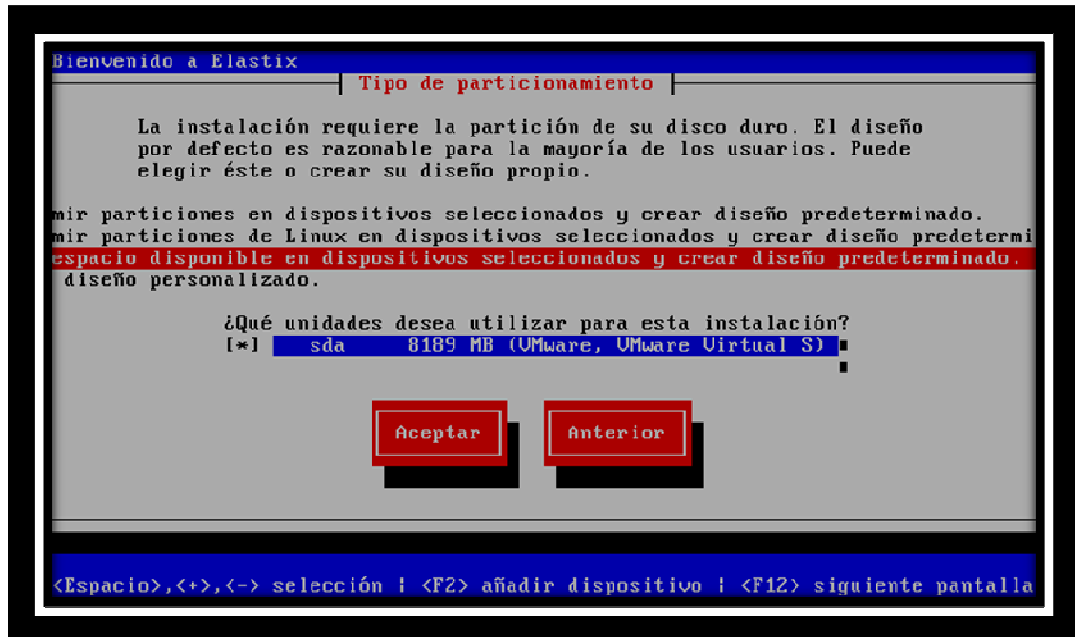 Bienvenido a Elastix
Tipo de particionamiento
La instalación requiere la partición de su disco duro. El diseño
por defecto es razonable para la mayoría de los usuarios. Puede
elegir éste o crear su diseño propio.
mir particiones en dispositivos seleccionados y crear diseño predeterminado.
mir particiones de Linux en dispositivos seleccionados y crear diseño predetermi
espacio disponible en dispositivos seleccionados y crear diseño predeterminado.
diseño personalizado.
¿Qué unidades desea utilizar para esta instalación?
[*] sda 8189 MB (VMware, VMware Virtual S)
Aceptar Anterior
<Espacio>,<+>,<-> selección | <F2> añadir dispositivo | <F12> siguiente pantalla